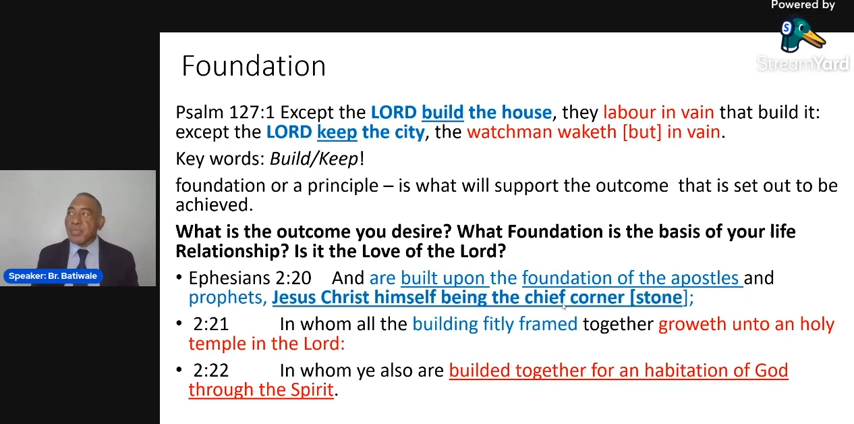 Powered by
StreamYard
Foundation
Psalm 127:1 Except the LORD build the house, they labour in vain that build it:
except the LORD keep the city, the watchman waketh [but] in vain.
Key words: Build/Keep!
foundation or a principle – is what will support the outcome that is set out to be
achieved.
What is the outcome you desire? What Foundation is the basis of your life
Relationship? Is it the Love of the Lord?
• Ephesians 2:20 And are built upon the foundation of the apostles and
prophets, Jesus Christ himself being the chief corner [stone];
• 2:21 In whom all the building fitly framed together groweth unto an holy
temple in the Lord:
• 2:22 In whom ye also are builded together for an habitation of God
through the Spirit.
Speaker: Br. Batiwale